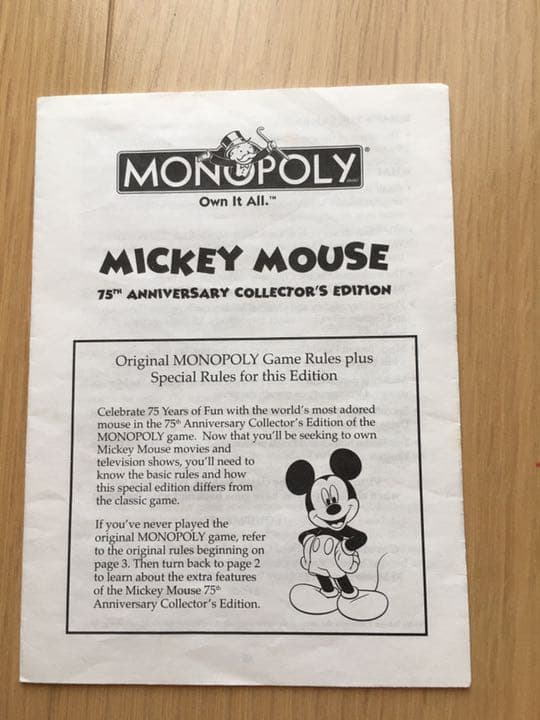 MONOPOLY®
Own It All.™
MICKEY MOUSE
75TH ANNIVERSARY COLLECTOR'S EDITION
Original MONOPOLY Game Rules plus
Special Rules for this Edition
Celebrate 75 Years of Fun with the world's most adored
mouse in the 75th Anniversary Collector's Edition of the
MONOPOLY game. Now that you'll be seeking to own
Mickey Mouse movies and
television shows, you'll need to
know the basic rules and how
this special edition differs from
the classic game.
If you've never played the
original MONOPOLY game, refer
to the original rules beginning on
page 3. Then turn back to page 2
to learn about the extra features
of the Mickey Mouse 75th
Anniversary Collector's Edition.